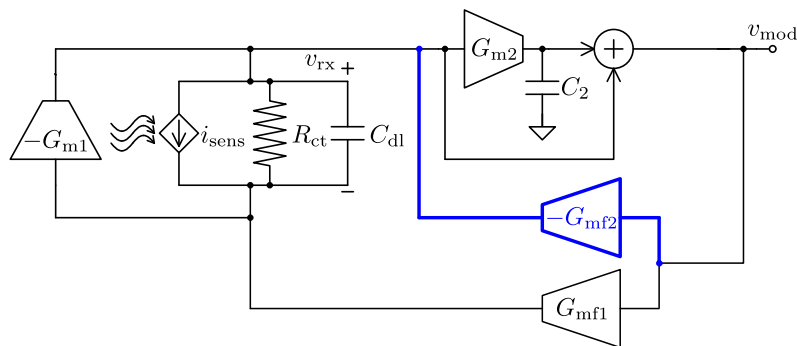 v_mod
G_m2
+
v_rx
+
C_2
−G_m1
i_sens
R_ct
C_dl
−
−G_mf2
G_mf1